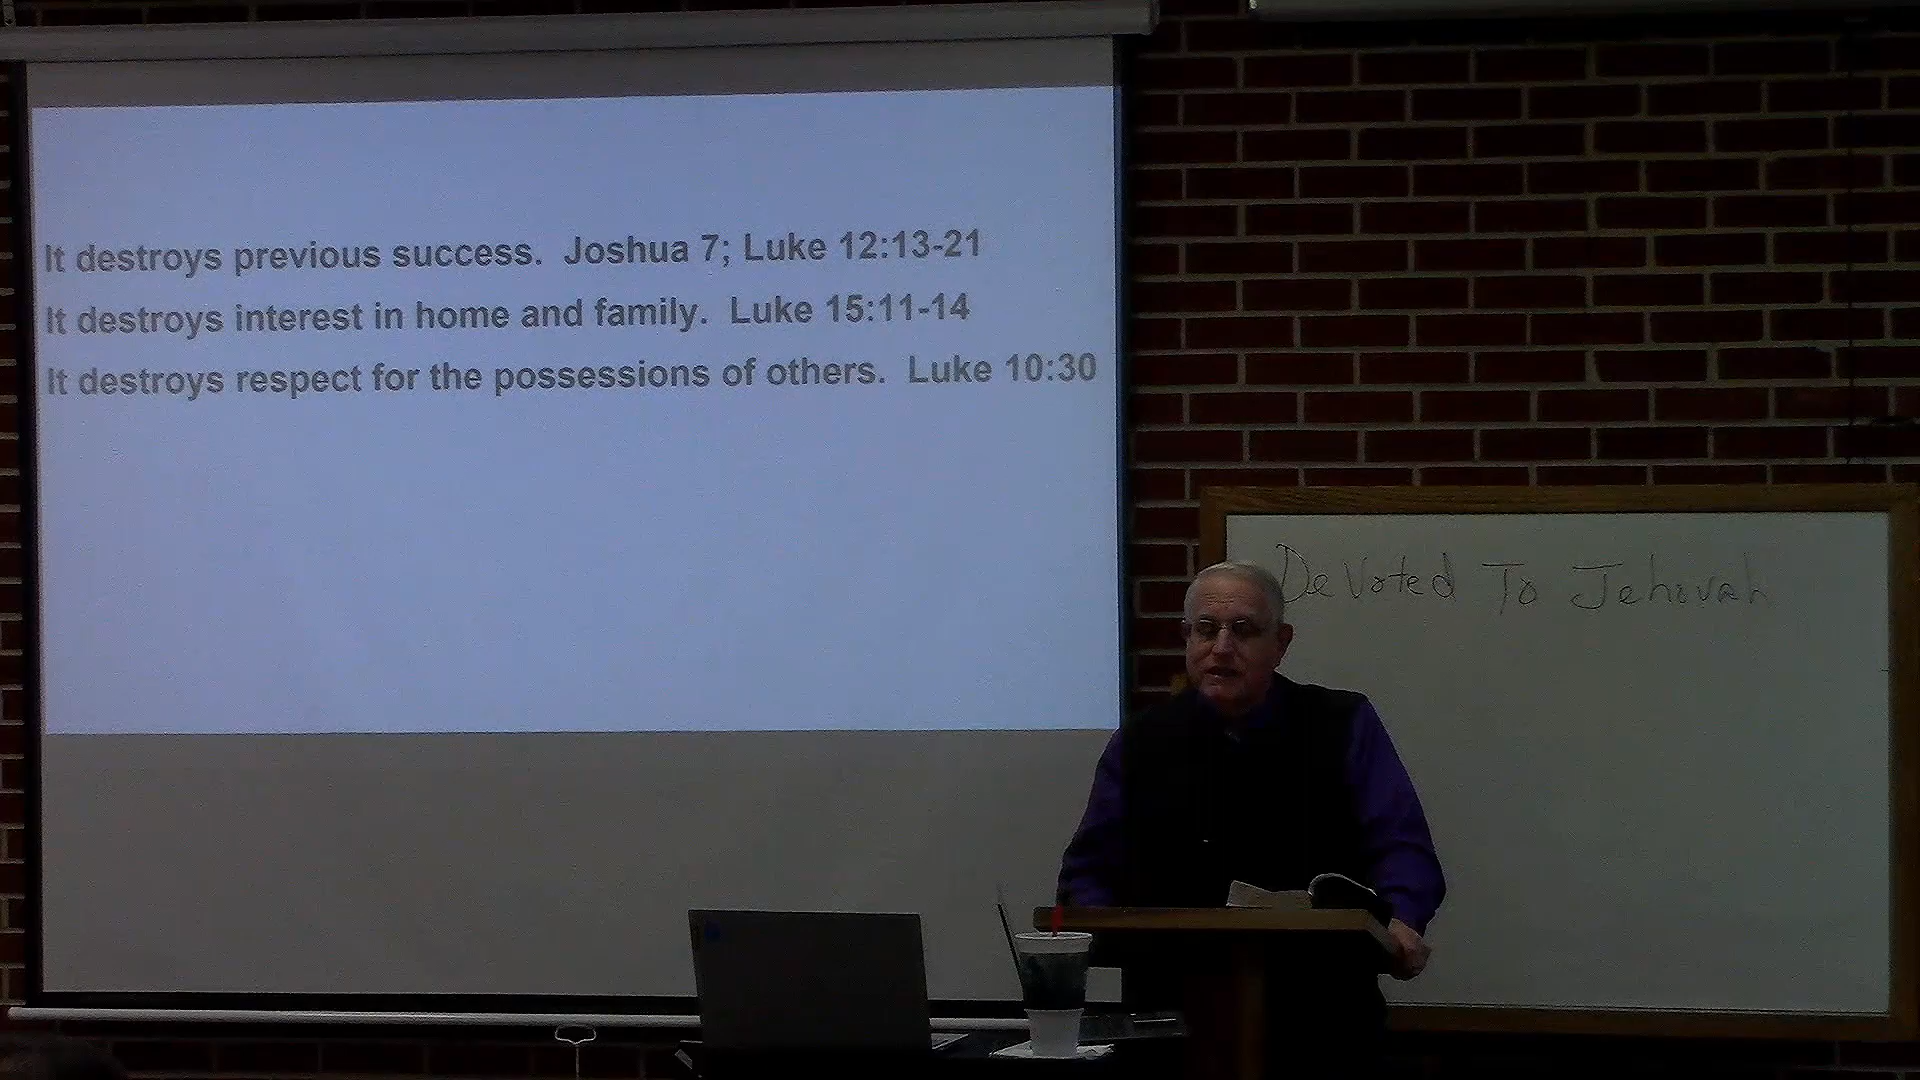 It destroys previous success. Joshua 7; Luke 12:13-21
It destroys interest in home and family. Luke 15:11-14
It destroys respect for the possessions of others. Luke 10:30
DeVoted To Jehovah